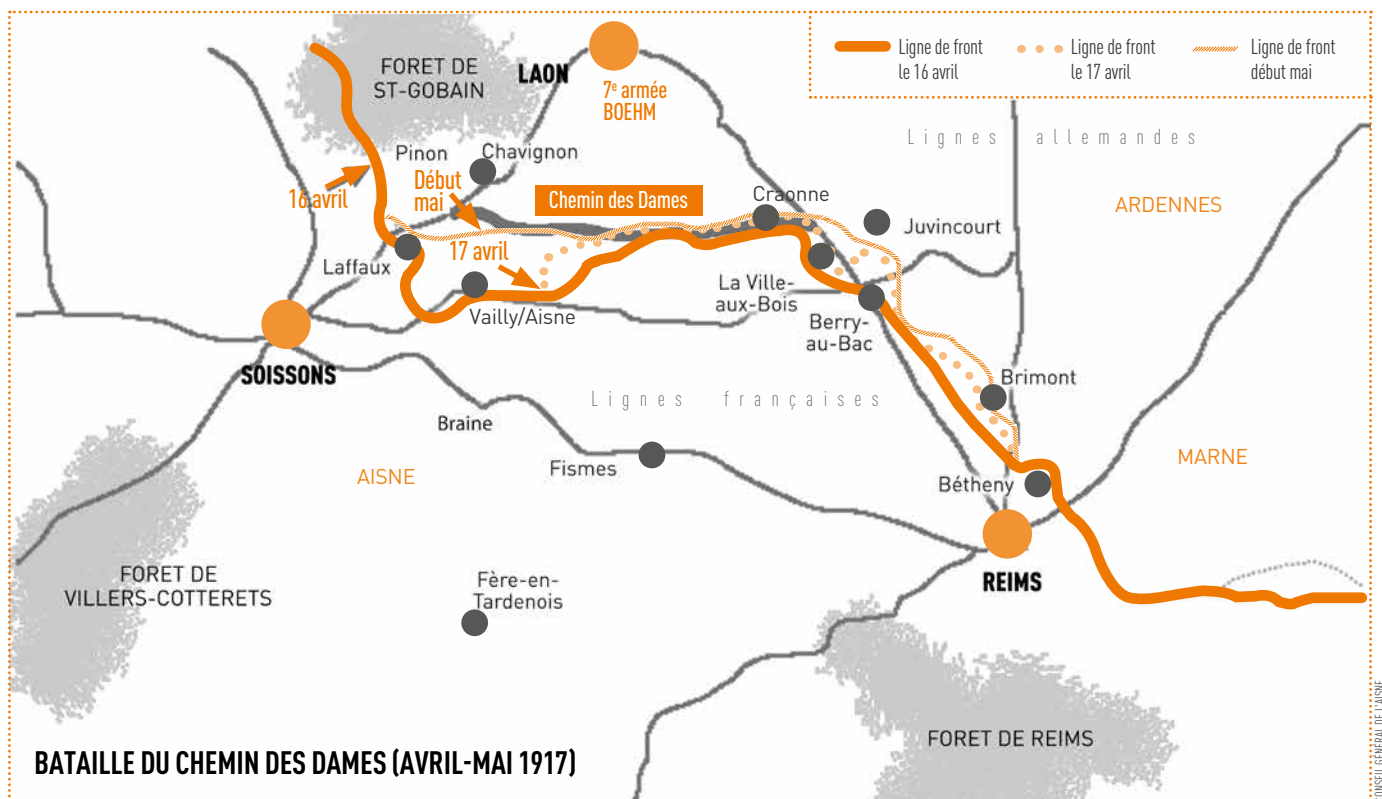 Ligne de front
le 16 avril
Ligne de front
le 17 avril
Ligne de front
début mai
FORET DE
ST-GOBAIN
LAON
7e armée
BOEHM
Lignes allemandes
Pinon
Chavignon
16 avril
Début
mai
Chemin des Dames
Craonne
ARDENNES
Juvincourt
17 avril
Laffaux
La Ville-
aux-Bois
Vailly/Aisne
Berry-
au-Bac
SOISSONS
Brimont
Lignes françaises
Braine
MARNE
AISNE
Fismes
Bétheny
FORET DE
VILLERS-COTTERETS
Fère-en-
Tardenois
REIMS
FORET DE REIMS
BATAILLE DU CHEMIN DES DAMES (AVRIL-MAI 1917)
CONSEIL GÉNÉRAL DE L'AISNE